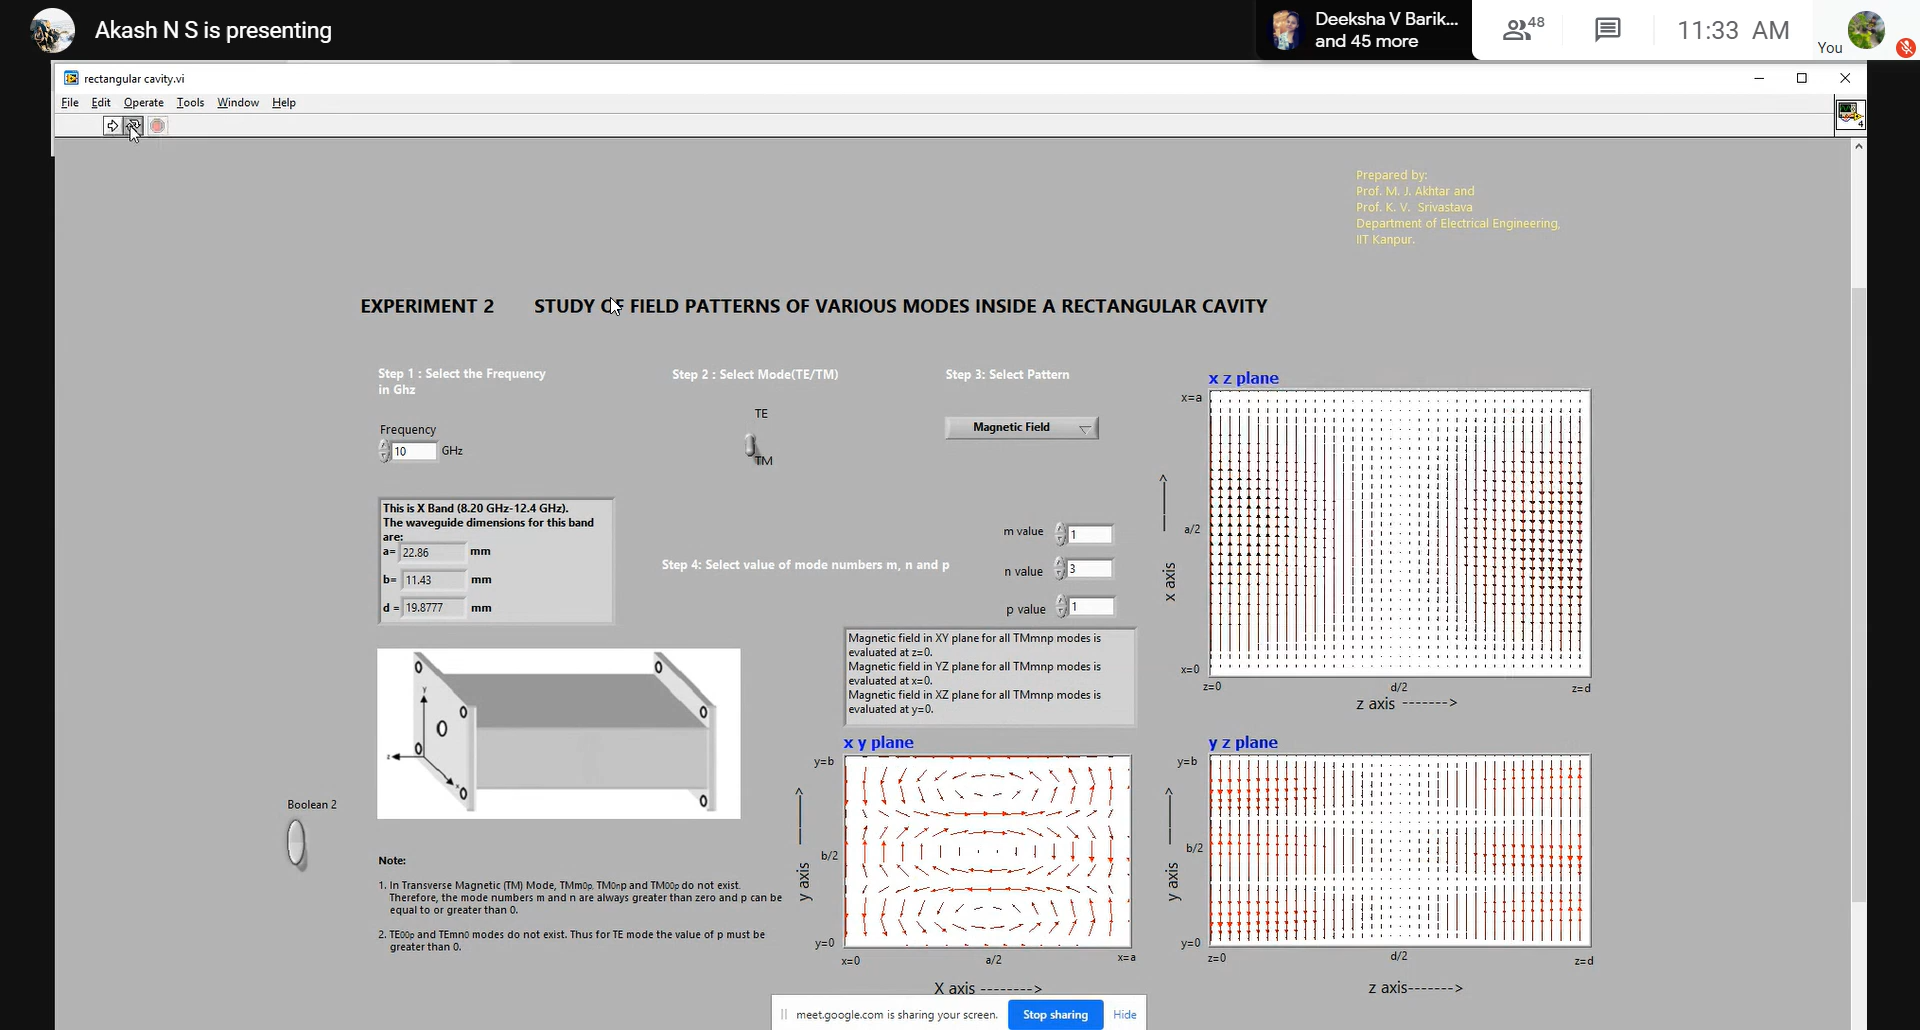 Akash N S is presenting
Deeksha V Barik...
and 45 more
48
11:33 AM
You
rectangular cavity.vi
File Edit Operate Tools Window Help
4
Prepared by:
Prof. M. J. Akhtar and
Prof. K. V. Srivastava
Department of Electrical Engineering,
IIT Kanpur.
EXPERIMENT 2 STUDY OF FIELD PATTERNS OF VARIOUS MODES INSIDE A RECTANGULAR CAVITY
Step 1 : Select the Frequency
in Ghz
Frequency
10 GHz
Step 2 : Select Mode(TE/TM)
TE
TM
Step 3: Select Pattern
Magnetic Field
This is X Band (8.20 GHz-12.4 GHz).
The waveguide dimensions for this band
are:
a= 22.86 mm
b= 11.43 mm
d = 19.8777 mm
Step 4: Select value of mode numbers m, n and p
m value 1
n value 3
p value 1
Magnetic field in XY plane for all TMmnp modes is
evaluated at z=0.
Magnetic field in YZ plane for all TMmnp modes is
evaluated at x=0.
Magnetic field in XZ plane for all TMmnp modes is
evaluated at y=0.
x z plane
x=a
a/2
x=0
x axis ---->
z=0 d/2 z=d
z axis ------->
y
z
x
Boolean 2
Note:
1. In Transverse Magnetic (TM) Mode, TMm0p. TM0np and TM00p do not exist.
Therefore, the mode numbers m and n are always greater than zero and p can be
equal to or greater than 0.
2. TE00p and TEmn0 modes do not exist. Thus for TE mode the value of p must be
greater than 0.
x y plane
y=b
b/2
y=0
y axis ---->
x=0 a/2 x=a
X axis -------->
y z plane
y=b
b/2
y=0
y axis ---->
z=0 d/2 z=d
z axis------->
meet.google.com is sharing your screen. Stop sharing Hide